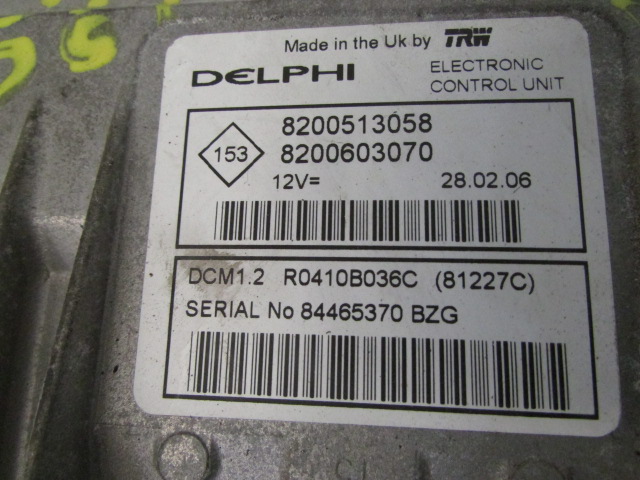 Made in the Uk by TRW
DELPHI
ELECTRONIC
CONTROL UNIT
153
8200513058
8200603070
12V=
28.02.06
DCM1.2 R0410B036C (81227C)
SERIAL No 84465370 BZG